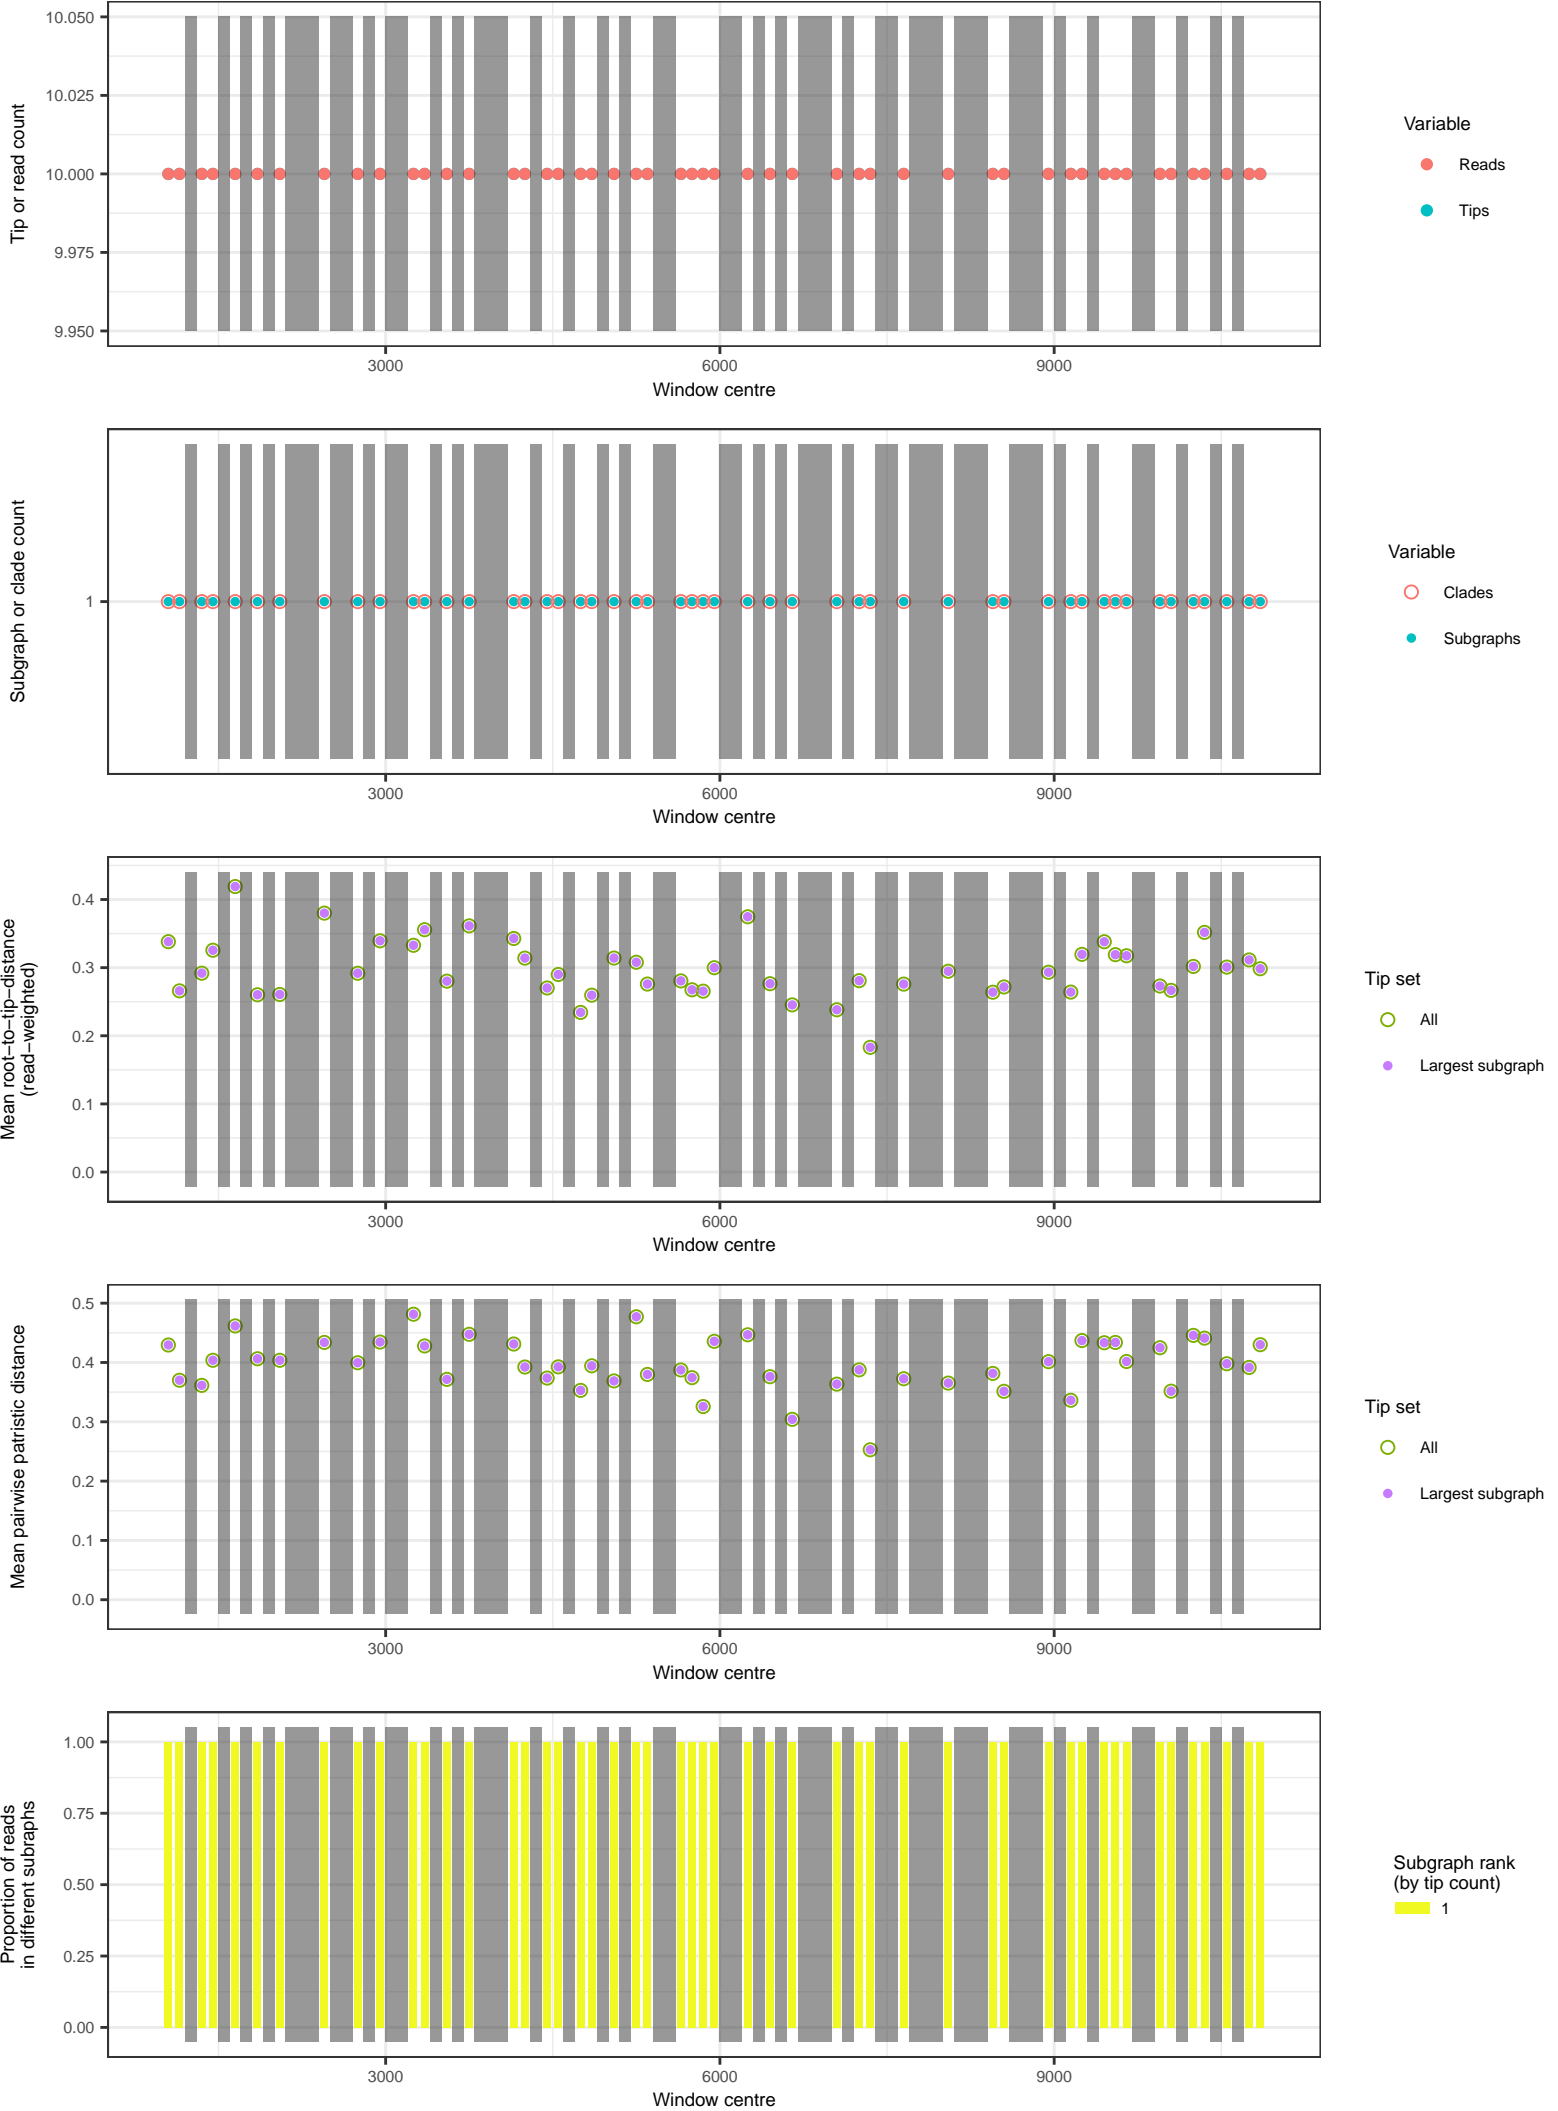 10.050
10.025
10.000
9.975
9.950
Tip or read count
3000
6000
9000
Window centre
Variable
Reads
Tips
1
Subgraph or clade count
3000
6000
9000
Window centre
Variable
Clades
Subgraphs
0.4
0.3
0.2
0.1
0.0
Mean root−to−tip−distance
(read−weighted)
3000
6000
9000
Window centre
Tip set
All
Largest subgraph
0.5
0.4
0.3
0.2
0.1
0.0
Mean pairwise patristic distance
3000
6000
9000
Window centre
Tip set
All
Largest subgraph
1.00
0.75
0.50
0.25
0.00
Proportion of reads
in different subraphs
3000
6000
9000
Window centre
Subgraph rank
(by tip count)
1